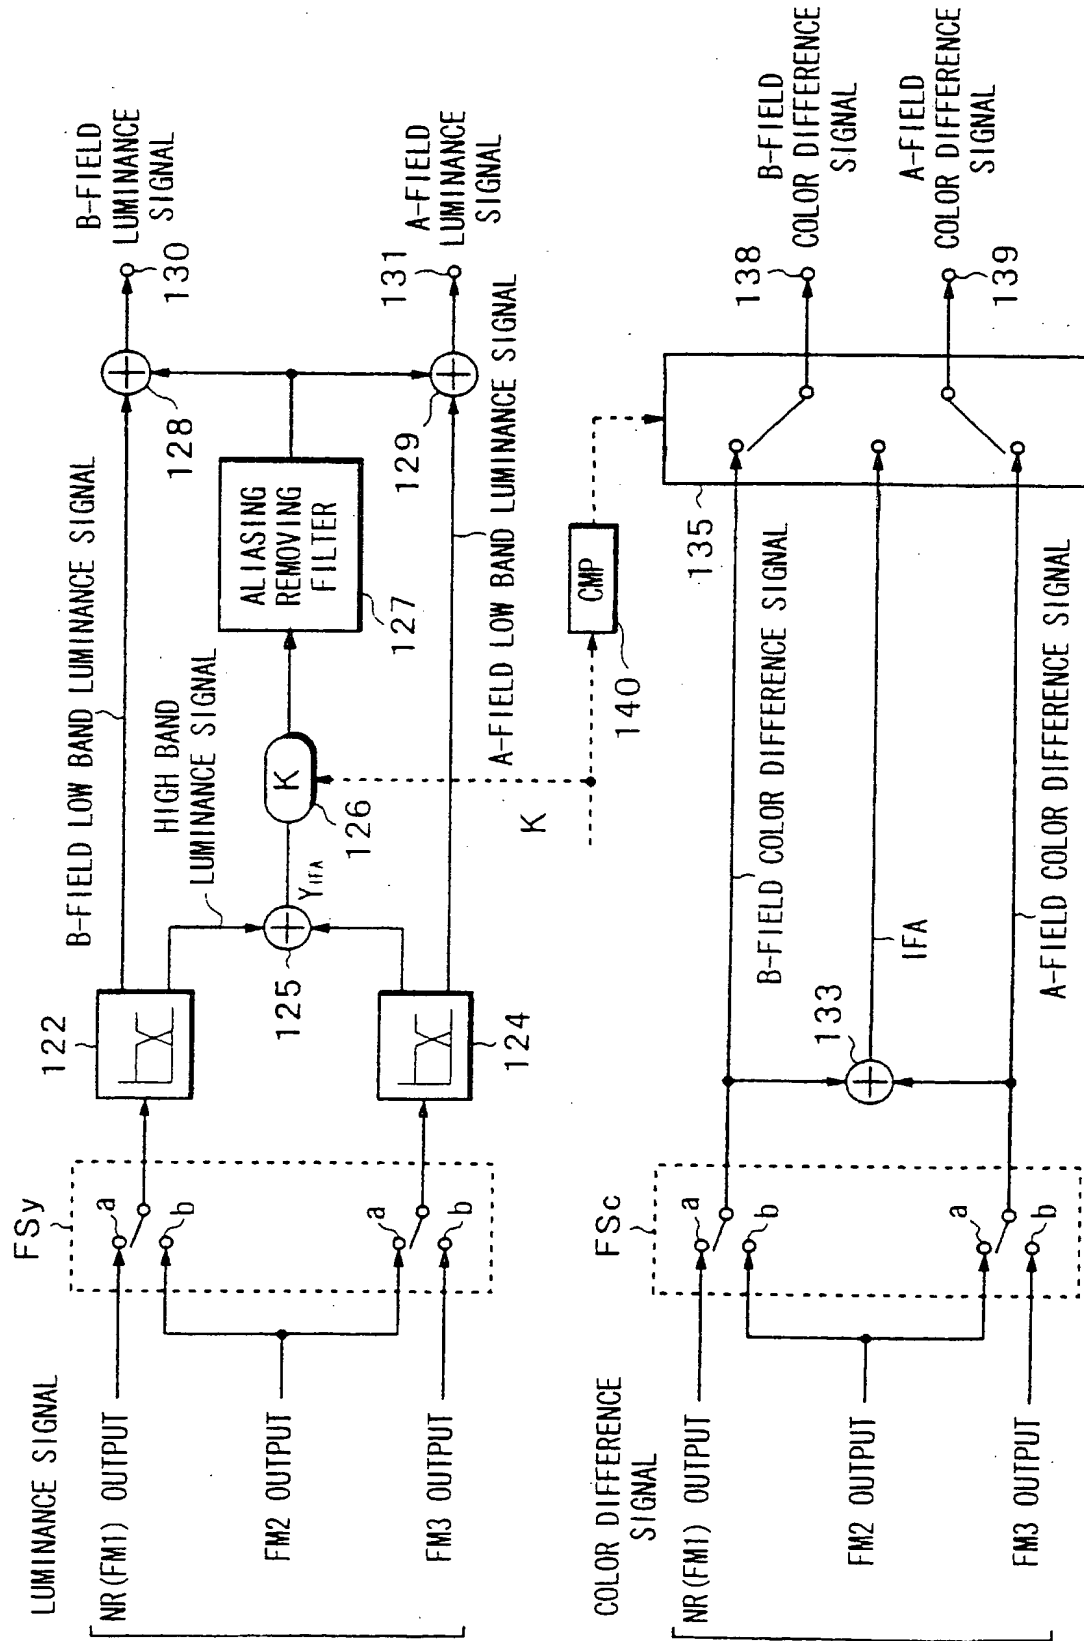 LUMINANCE SIGNAL
NR(FM1) OUTPUT
FM2 OUTPUT
FM3 OUTPUT
FSy
a
b
a
b
122
124
B-FIELD LOW BAND LUMINANCE SIGNAL
HIGH BAND
LUMINANCE SIGNAL
125
YIFA
K
126
K
ALIASING
REMOVING
FILTER
127
A-FIELD LOW BAND LUMINANCE SIGNAL
128
129
130
B-FIELD
LUMINANCE
SIGNAL
131
A-FIELD
LUMINANCE
SIGNAL
CMP
140
COLOR DIFFERENCE
SIGNAL
NR(FM1) OUTPUT
FM2 OUTPUT
FM3 OUTPUT
FSc
a
b
a
b
133
IFA
B-FIELD COLOR DIFFERENCE SIGNAL
A-FIELD COLOR DIFFERENCE SIGNAL
135
138
B-FIELD
COLOR DIFFERENCE
SIGNAL
139
A-FIELD
COLOR DIFFERENCE
SIGNAL